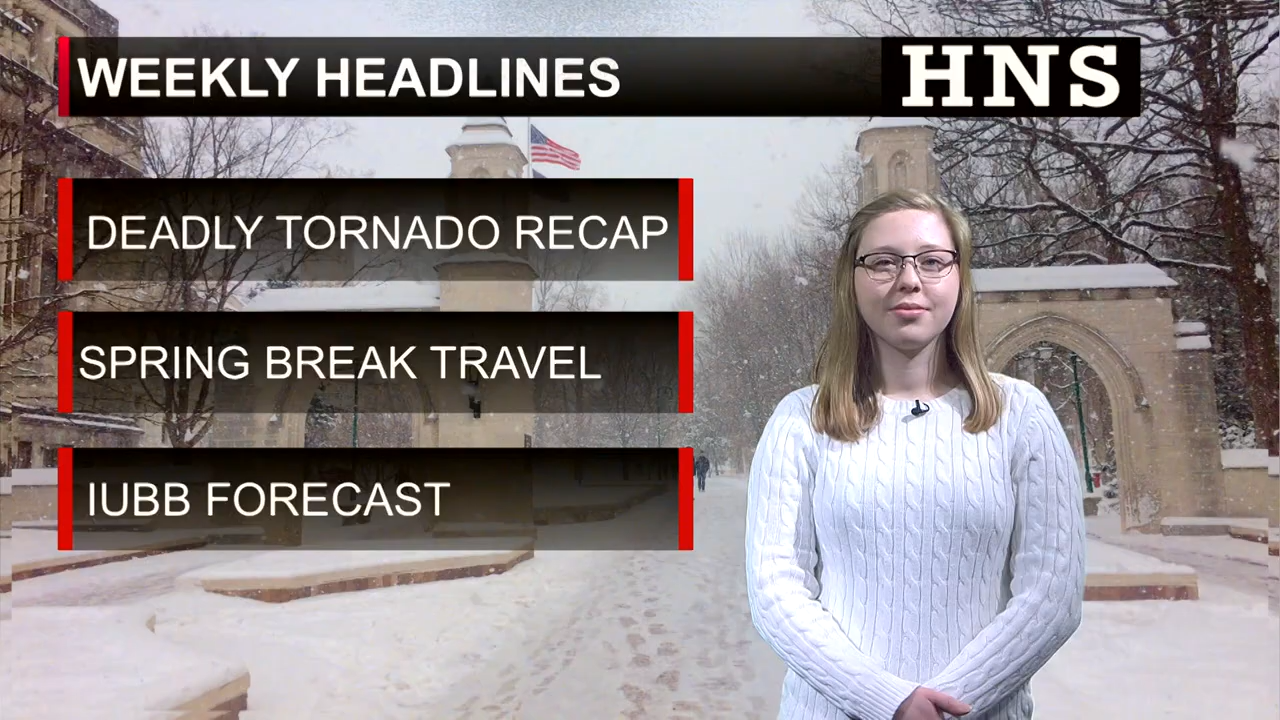 WEEKLY HEADLINES
HNS
DEADLY TORNADO RECAP
SPRING BREAK TRAVEL
IUBB FORECAST